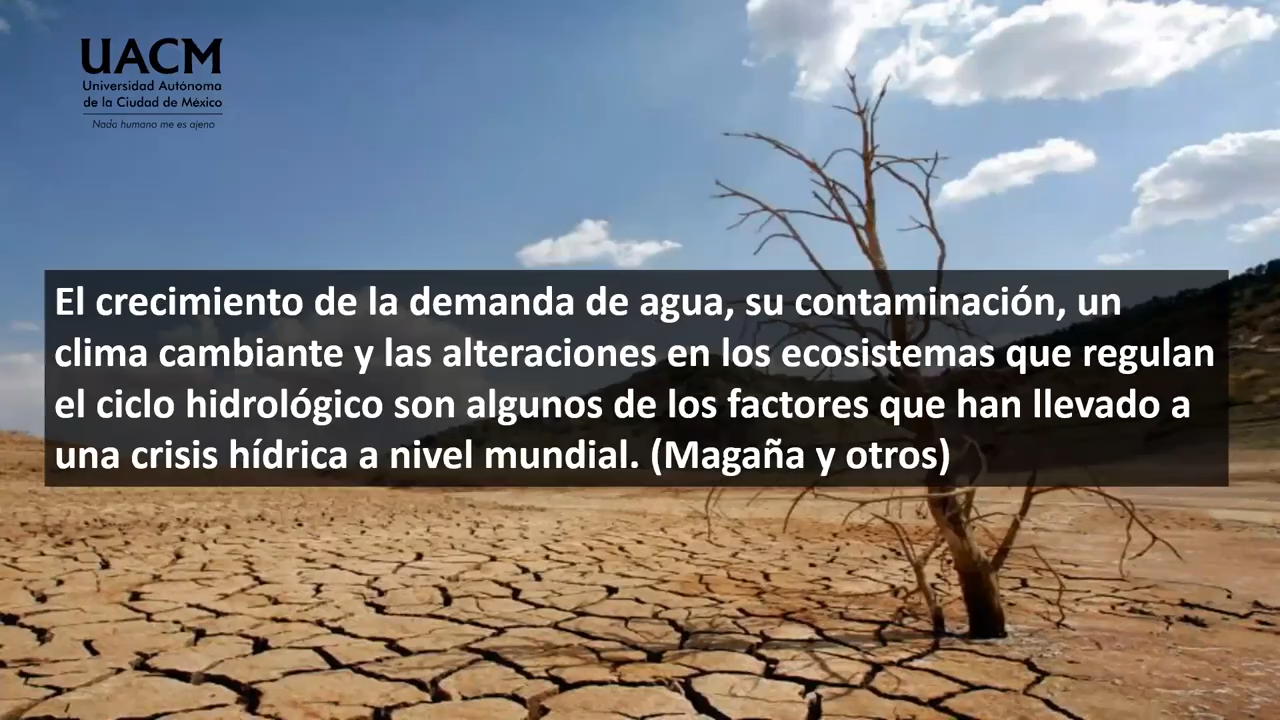 UACM
Universidad Autónoma
de la Ciudad de México
Nada humano me es ajeno
El crecimiento de la demanda de agua, su contaminación, un
clima cambiante y las alteraciones en los ecosistemas que regulan
el ciclo hidrológico son algunos de los factores que han llevado a
una crisis hídrica a nivel mundial. (Magaña y otros)